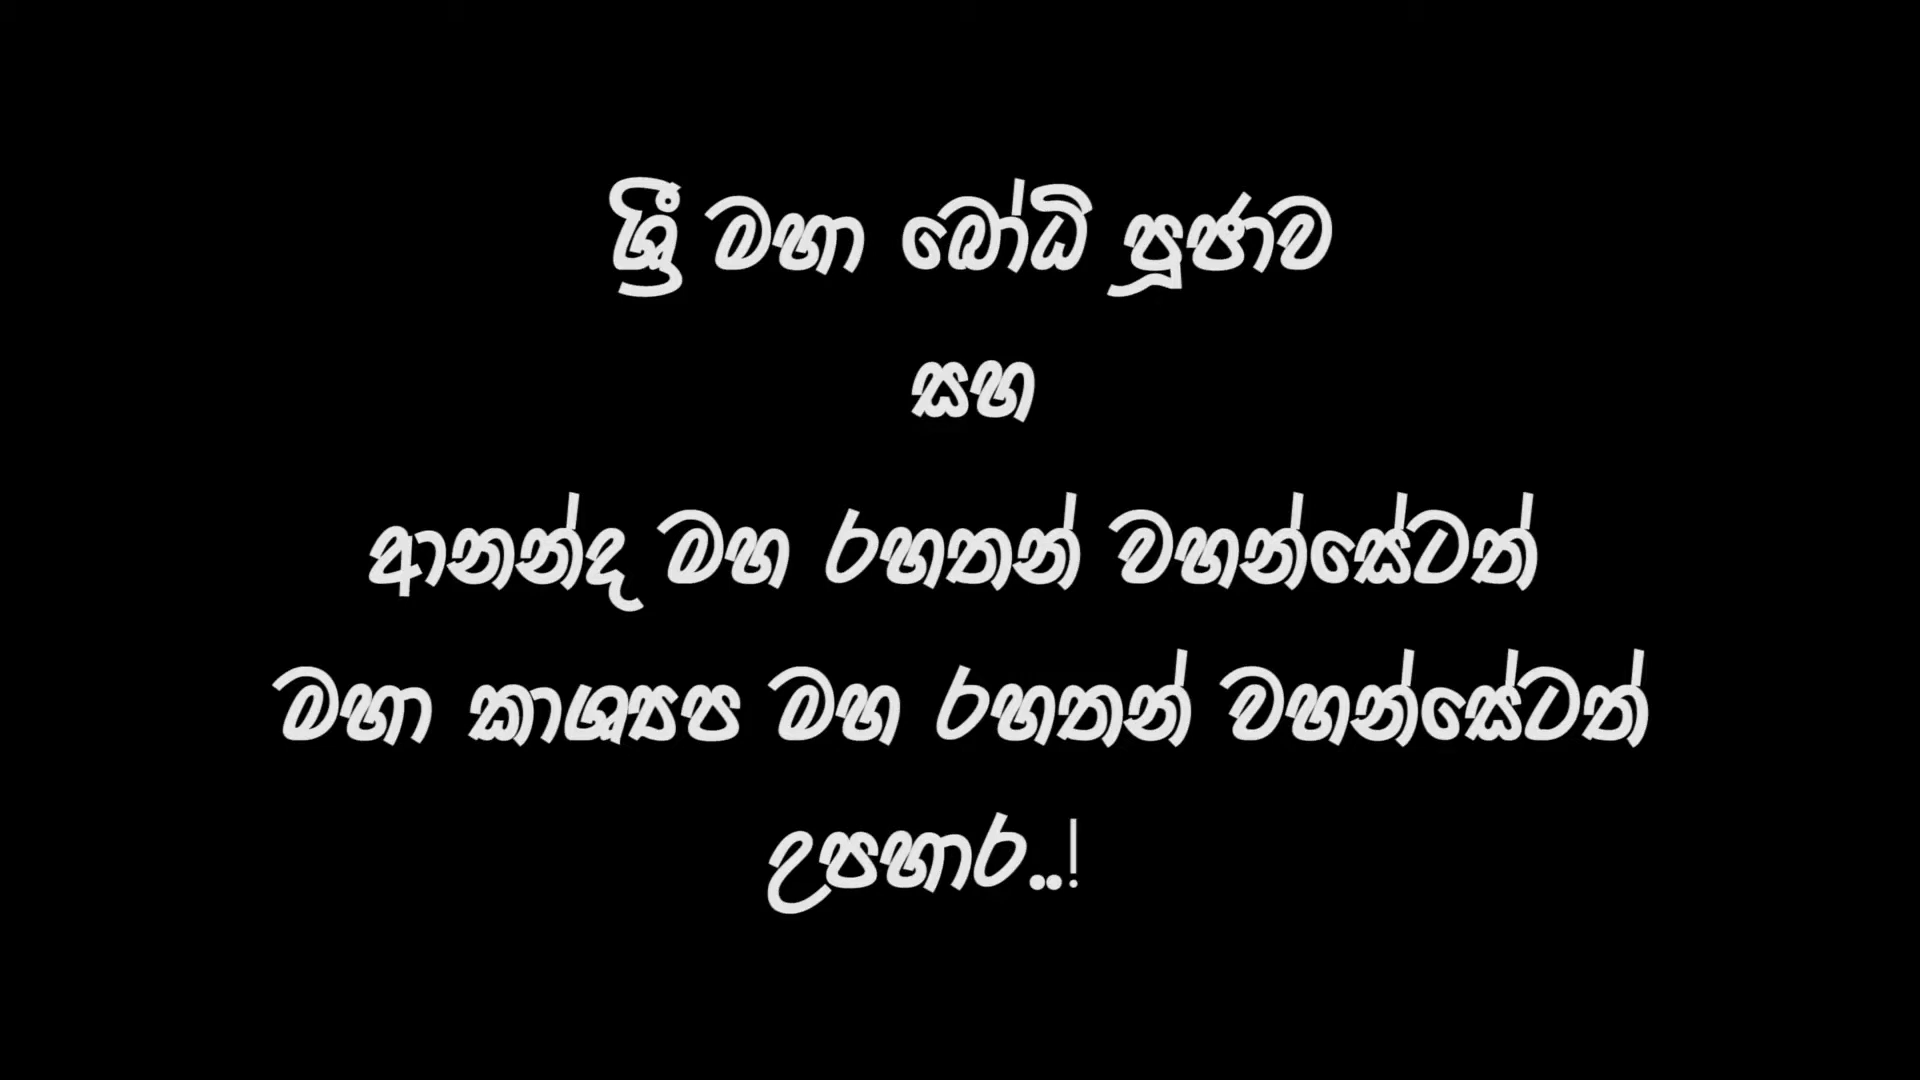 ශ්‍රී මහා බෝධි පූජාව
සහ
ආනන්ද මහ රහතන් වහන්සේටත්
මහා කාශ්‍යප මහ රහතන් වහන්සේටත්
උපහාර..!